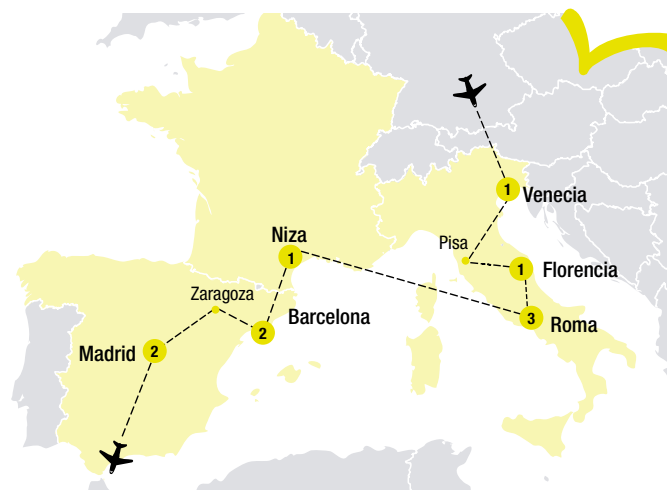 1
Venecia
Niza
1
Pisa
1
Florencia
Zaragoza
Barcelona
2
3
Roma
Madrid
2